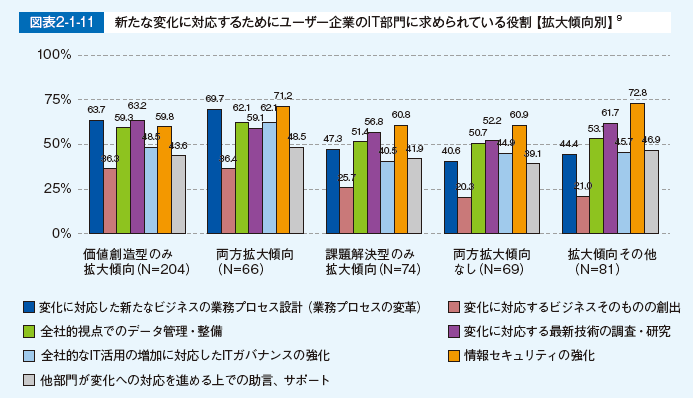 図表2-1-11 新たな変化に対応するためにユーザー企業のIT部門に求められている役割【拡大傾向別】9
100%
75%
50%
25%
0%
63.7 36.3 59.3 63.2 48.5 59.8 43.6
69.7 36.4 62.1 59.1 62.1 71.2 48.5
47.3 25.7 51.4 56.8 40.5 60.8 41.9
40.6 20.3 50.7 52.2 44.9 60.9 39.1
44.4 21.0 53.1 61.7 45.7 72.8 46.9
価値創造型のみ
拡大傾向(N=204)
両方拡大傾向
(N=66)
課題解決型のみ
拡大傾向(N=74)
両方拡大傾向
なし(N=69)
拡大傾向その他
(N=81)
変化に対応した新たなビジネスの業務プロセス設計(業務プロセスの変革)
変化に対応するビジネスそのものの創出
全社的視点でのデータ管理・整備
変化に対応する最新技術の調査・研究
全社的なIT活用の増加に対応したITガバナンスの強化
情報セキュリティの強化
他部門が変化への対応を進める上での助言、サポート